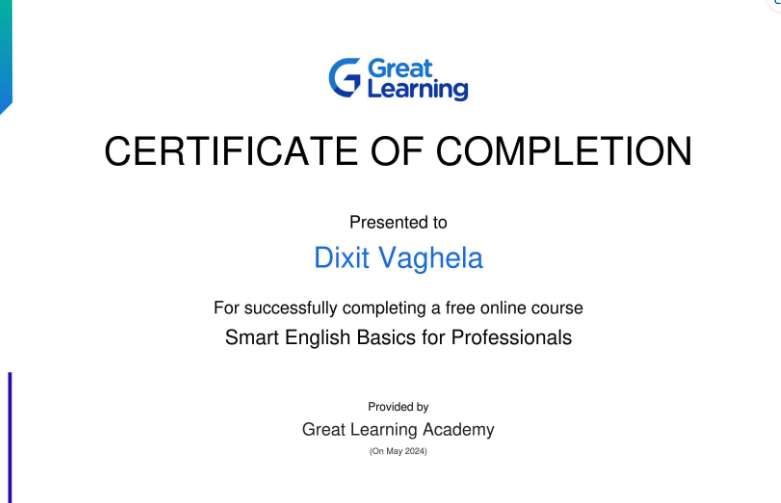 Great
Learning
CERTIFICATE OF COMPLETION
Presented to
Dixit Vaghela
For successfully completing a free online course
Smart English Basics for Professionals
Provided by
Great Learning Academy
(On May 2024)